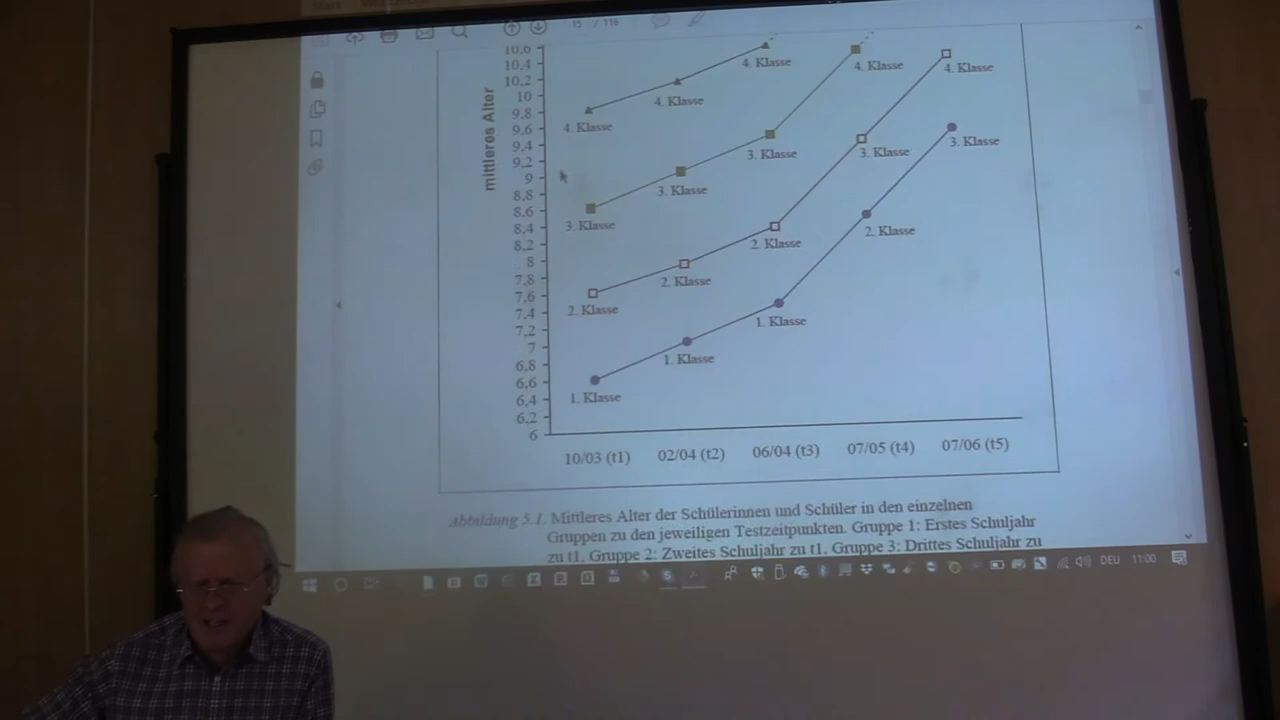 Start
15 / 116
mittleres Alter
10,6
10,4
10,2
10
9,8
9,6
9,4
9,2
9
8,8
8,6
8,4
8,2
8
7,8
7,6
7,4
7,2
7
6,8
6,6
6,4
6,2
6
4. Klasse
4. Klasse
4. Klasse
4. Klasse
4. Klasse
3. Klasse
3. Klasse
3. Klasse
3. Klasse
3. Klasse
2. Klasse
2. Klasse
2. Klasse
2. Klasse
1. Klasse
1. Klasse
1. Klasse
10/03 (t1) 02/04 (t2) 06/04 (t3) 07/05 (t4) 07/06 (t5)
Abbildung 5.1. Mittleres Alter der Schülerinnen und Schüler in den einzelnen
Gruppen zu den jeweiligen Testzeitpunkten. Gruppe 1: Erstes Schuljahr
zu t1, Gruppe 2: Zweites Schuljahr zu t1, Gruppe 3: Drittes Schuljahr zu
DEU 11:00